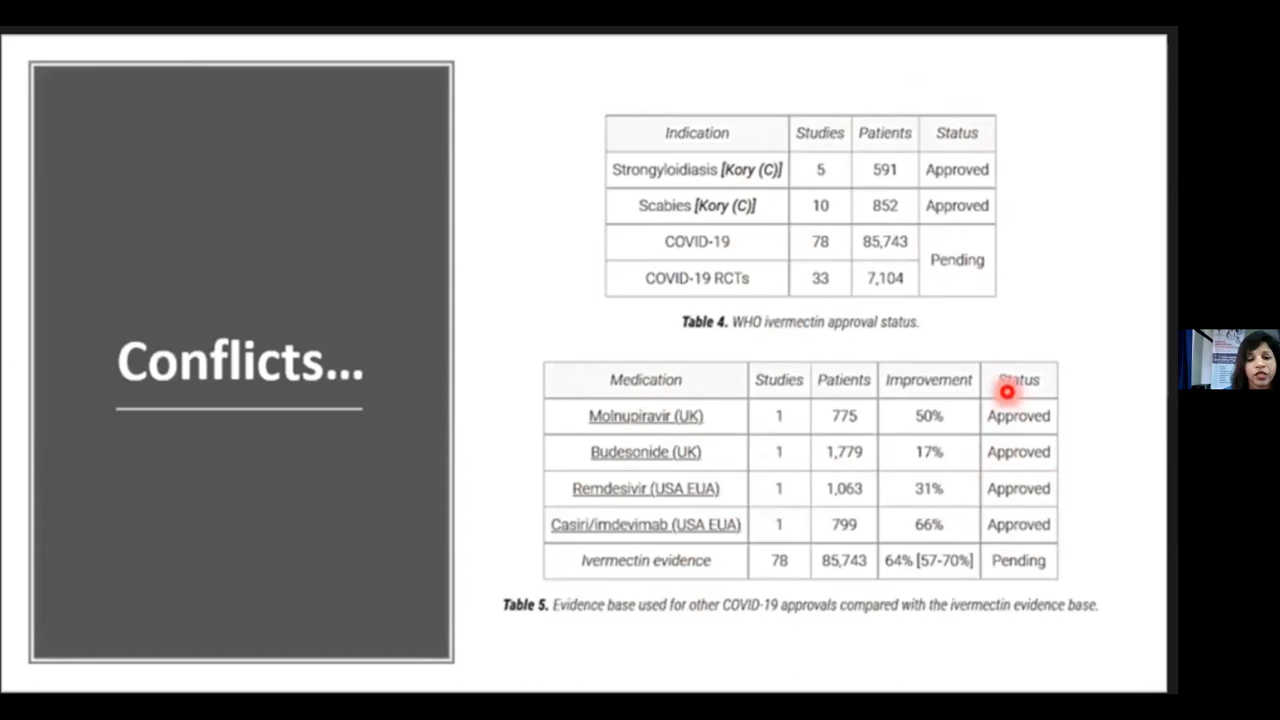 Conflicts...
Indication Studies Patients Status
Strongyloidiasis [Kory (C)] 5 591 Approved
Scabies [Kory (C)] 10 852 Approved
COVID-19 78 85,743 Pending
COVID-19 RCTs 33 7,104
Table 4. WHO ivermectin approval status.
Medication Studies Patients Improvement Status
Molnupiravir (UK) 1 775 50% Approved
Budesonide (UK) 1 1,779 17% Approved
Remdesivir (USA EUA) 1 1,063 31% Approved
Casiri/imdevimab (USA EUA) 1 799 66% Approved
Ivermectin evidence 78 85,743 64% [57-70%] Pending
Table 5. Evidence base used for other COVID-19 approvals compared with the ivermectin evidence base.